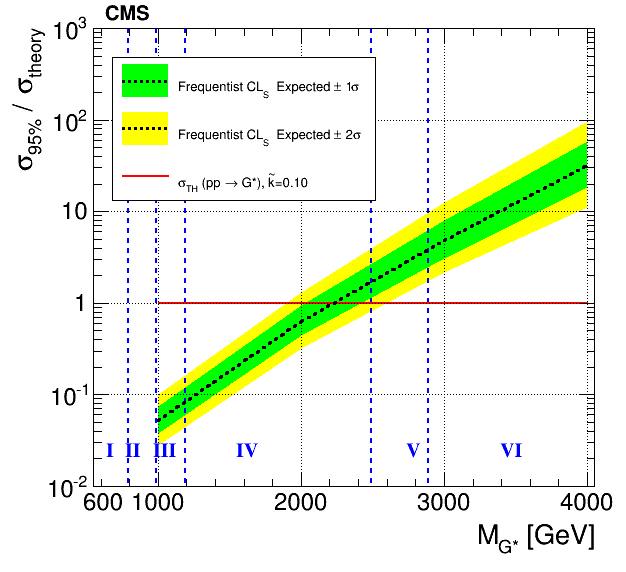 CMS
10³
10²
10
1
10⁻¹
10⁻²
σ95% / σtheory
Frequentist CLS Expected ± 1σ
Frequentist CLS Expected ± 2σ
σTH (pp → G*), k̃=0.10
I II III IV V VI
600 1000 2000 3000 4000
MG* [GeV]